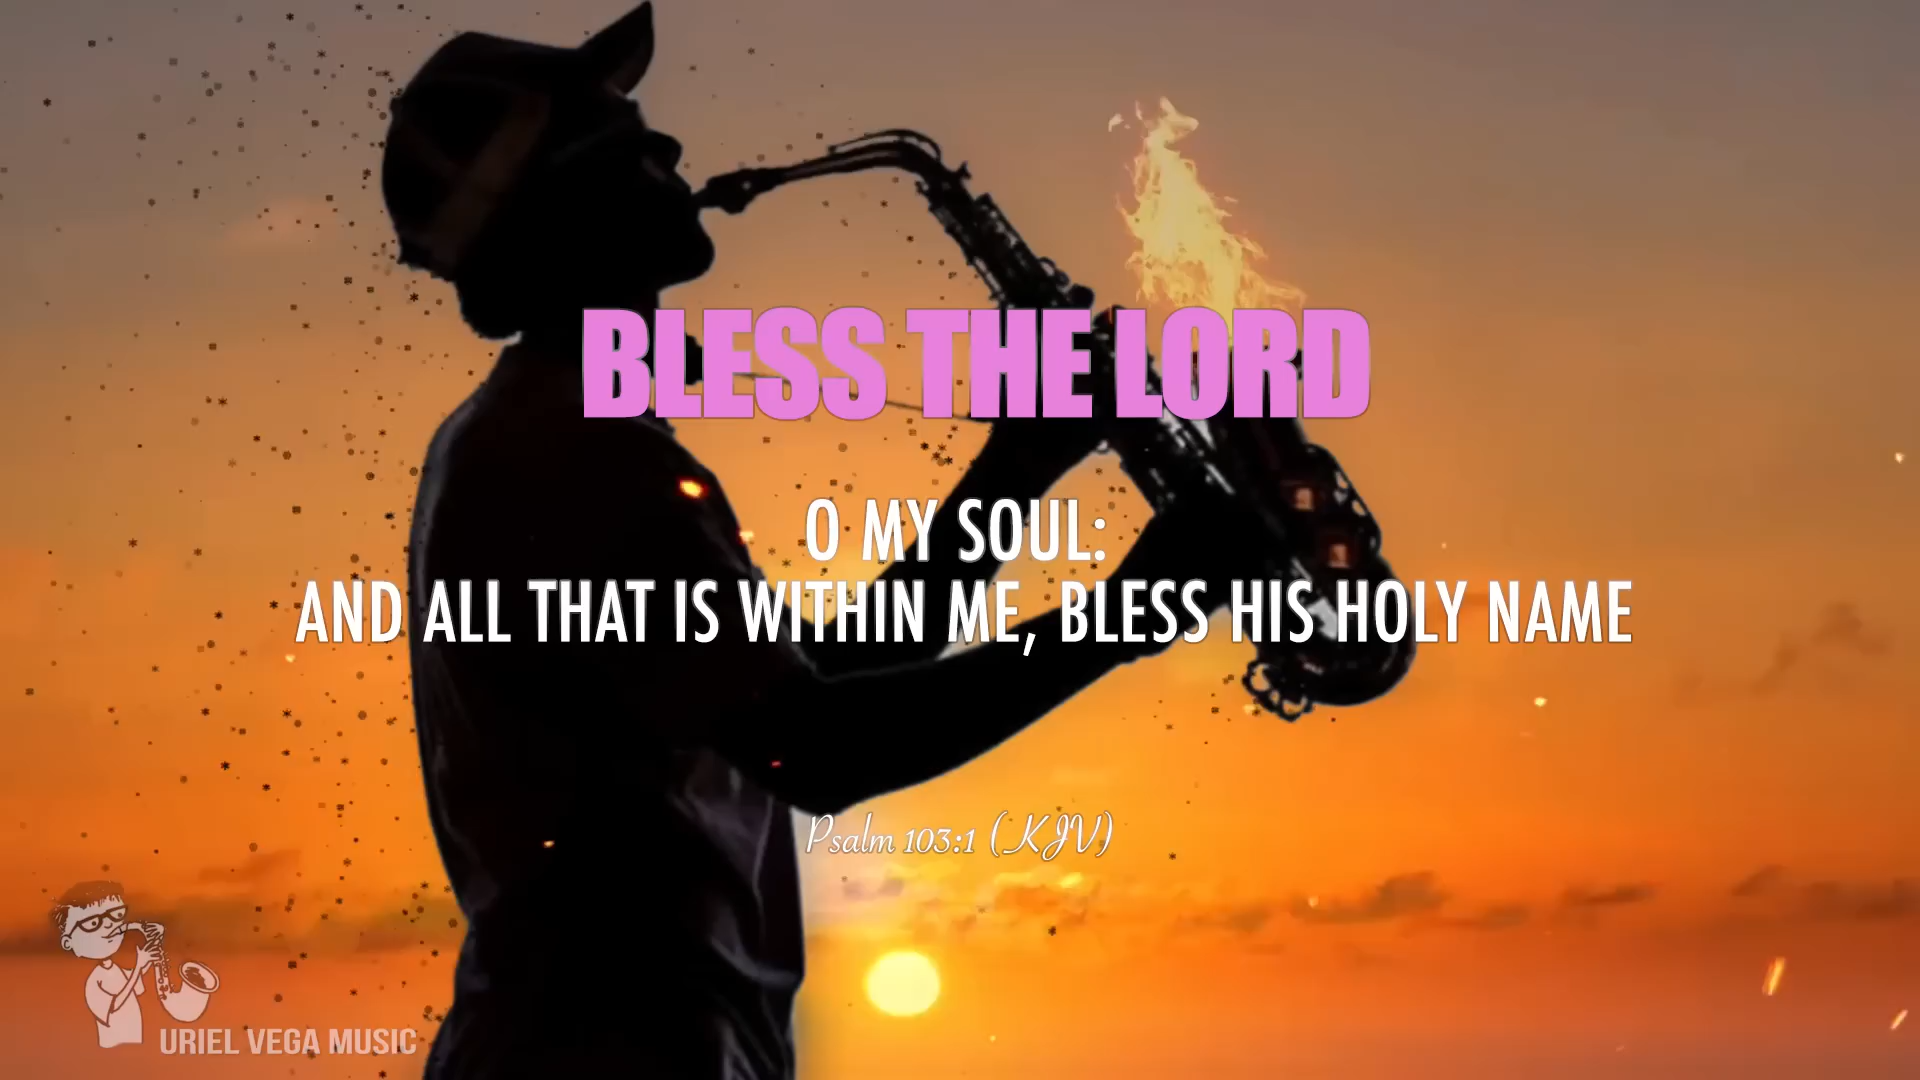 BLESS THE LORD
O MY SOUL:
AND ALL THAT IS WITHIN ME, BLESS HIS HOLY NAME
Psalm 103:1 (KJV)
URIEL VEGA MUSIC